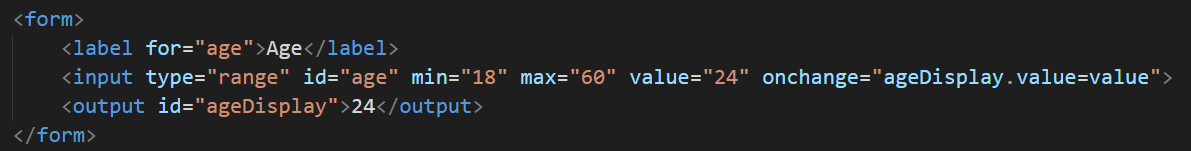 <form>
    <label for="age">Age</label>
    <input type="range" id="age" min="18" max="60" value="24" onchange="ageDisplay.value=value">
    <output id="ageDisplay">24</output>
</form>